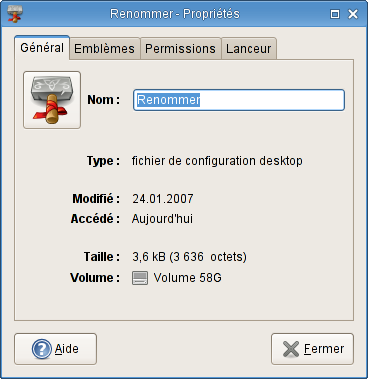 Renommer - Propriétés
Général Emblèmes Permissions Lanceur
Nom : Renommer
Type : fichier de configuration desktop
Modifié : 24.01.2007
Accédé : Aujourd'hui
Taille : 3,6 kB (3 636 octets)
Volume : Volume 58G
Aide Fermer